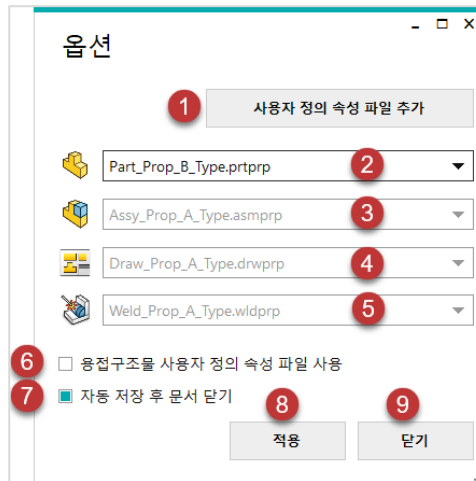 옵션
1 사용자 정의 속성 파일 추가
Part_Prop_B_Type.prtprp 2
Assy_Prop_A_Type.asmprp 3
Draw_Prop_A_Type.drwprp 4
Weld_Prop_A_Type.wldprp 5
6 용접구조물 사용자 정의 속성 파일 사용
7 자동 저장 후 문서 닫기
8 9
적용 닫기